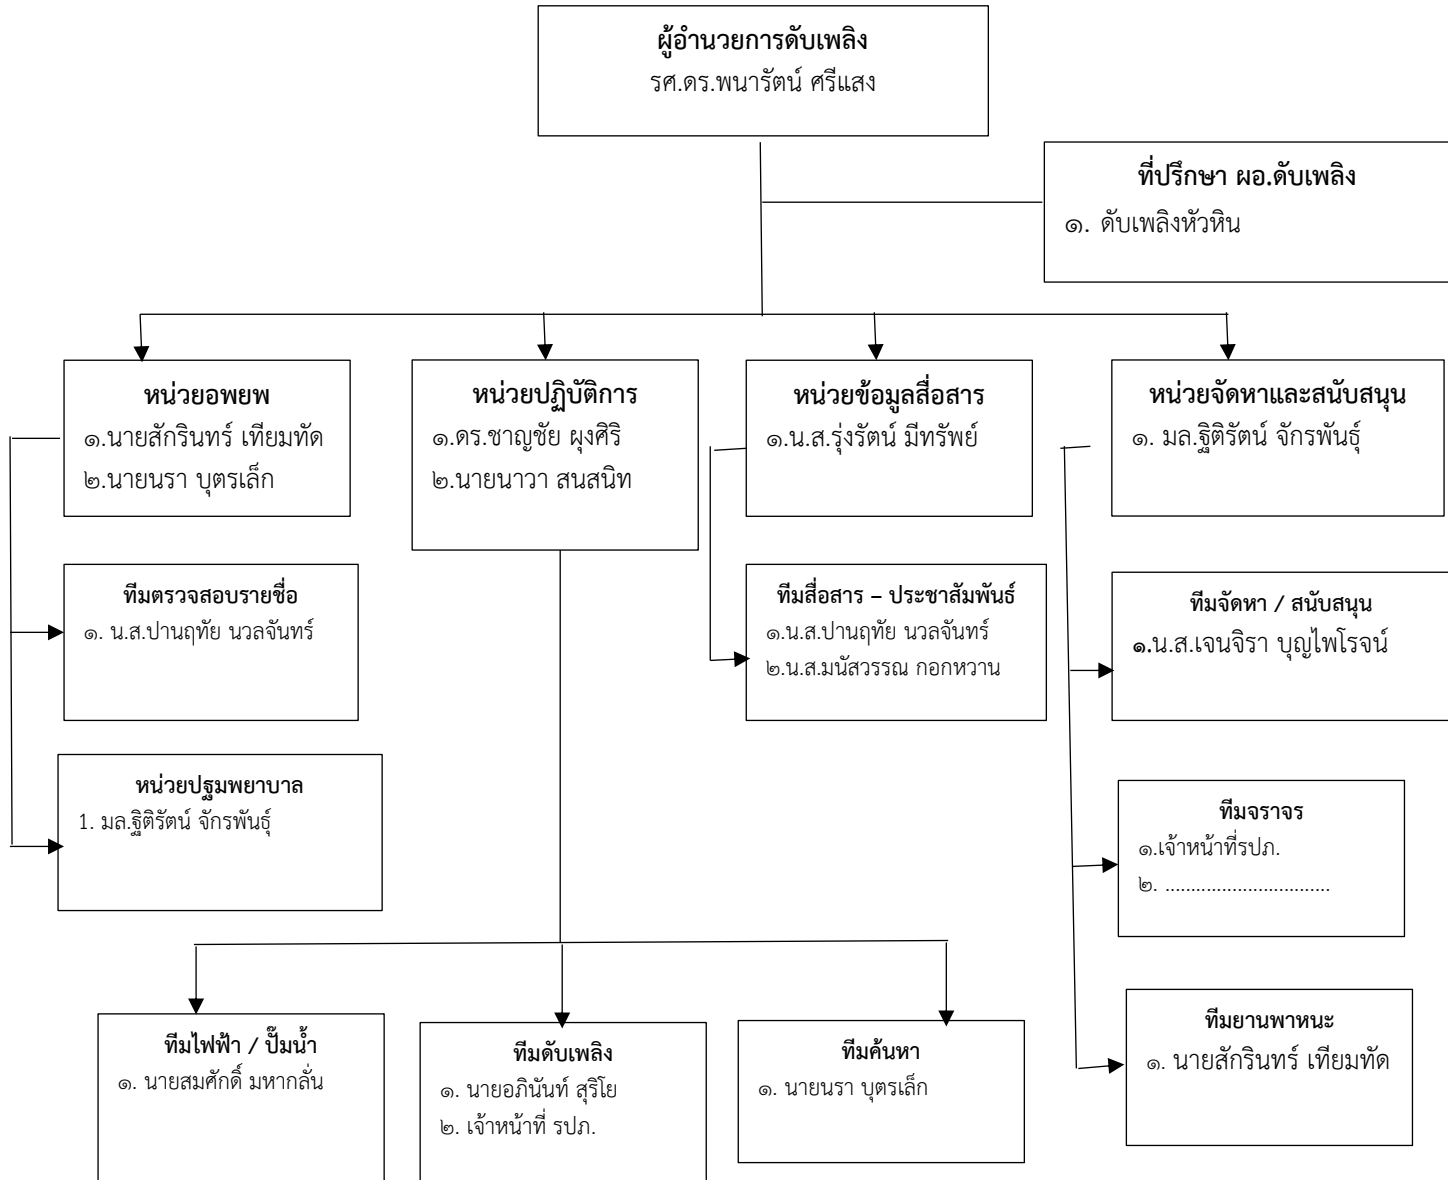 ผู้อำนวยการดับเพลิง
รศ.ดร.พนารัตน์ ศรีแสง
ที่ปรึกษา ผอ.ดับเพลิง
๑. ดับเพลิงหัวหิน
หน่วยอพยพ
๑.นายสักรินทร์ เทียมทัด
๒.นายนรา บุตรเล็ก
หน่วยปฏิบัติการ
๑.ดร.ชาญชัย ผุงศิริ
๒.นายนาวา สนสนิท
หน่วยข้อมูลสื่อสาร
๑.น.ส.รุ่งรัตน์ มีทรัพย์
หน่วยจัดหาและสนับสนุน
๑. มล.ฐิติรัตน์ จักรพันธุ์
ทีมตรวจสอบรายชื่อ
๑. น.ส.ปานฤทัย นวลจันทร์
ทีมสื่อสาร – ประชาสัมพันธ์
๑.น.ส.ปานฤทัย นวลจันทร์
๒.น.ส.มนัสวรรณ กอกหวาน
ทีมจัดหา / สนับสนุน
๑.น.ส.เจนจิรา บุญไพโรจน์
หน่วยปฐมพยาบาล
1. มล.ฐิติรัตน์ จักรพันธุ์
ทีมจราจร
๑.เจ้าหน้าที่รปภ.
๒. ................................
ทีมไฟฟ้า / ปั๊มน้ำ
๑. นายสมศักดิ์ มหากลั่น
ทีมดับเพลิง
๑. นายอภินันท์ สุริโย
๒. เจ้าหน้าที่ รปภ.
ทีมค้นหา
๑. นายนรา บุตรเล็ก
ทีมยานพาหนะ
๑. นายสักรินทร์ เทียมทัด